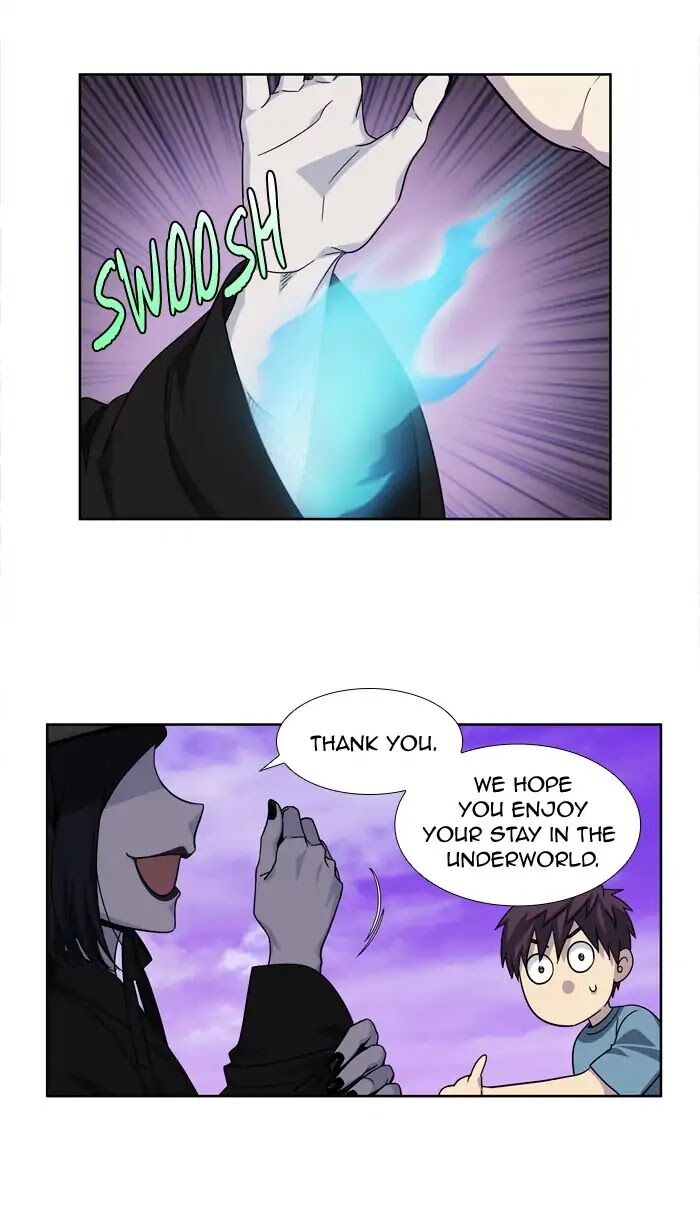 SWOOSH
THANK YOU.
WE HOPE
YOU ENJOY
YOUR STAY IN THE
UNDERWORLD.